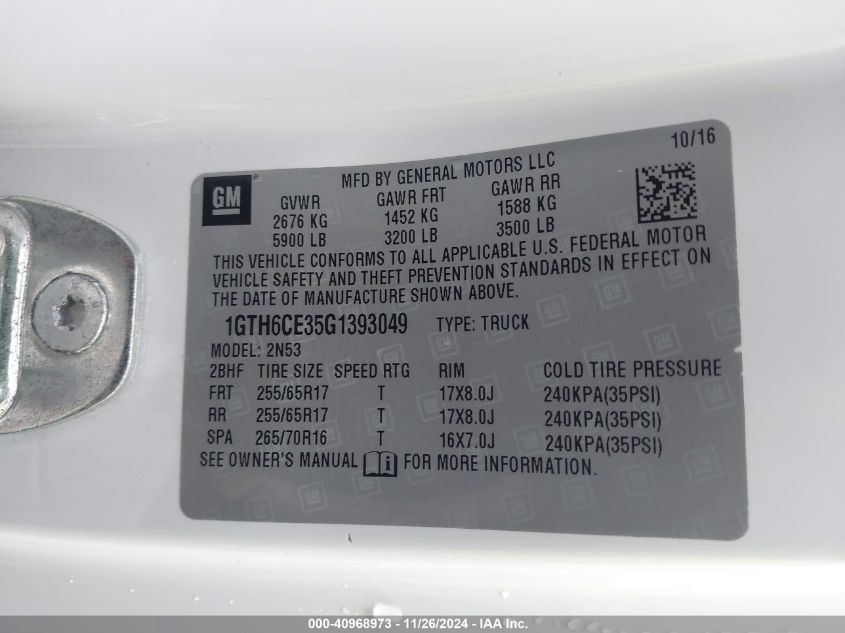 10/16
GM
MFD BY GENERAL MOTORS LLC
GVWR GAWR FRT GAWR RR
2676 KG 1452 KG 1588 KG
5900 LB 3200 LB 3500 LB
THIS VEHICLE CONFORMS TO ALL APPLICABLE U.S. FEDERAL MOTOR
VEHICLE SAFETY AND THEFT PREVENTION STANDARDS IN EFFECT ON
THE DATE OF MANUFACTURE SHOWN ABOVE.
1GTH6CE35G1393049 TYPE: TRUCK
MODEL: 2N53
2BHF TIRE SIZE SPEED RTG RIM COLD TIRE PRESSURE
FRT 255/65R17 T 17X8.0J 240KPA(35PSI)
RR 255/65R17 T 17X8.0J 240KPA(35PSI)
SPA 265/70R16 T 16X7.0J 240KPA(35PSI)
SEE OWNER'S MANUAL FOR MORE INFORMATION.
000-40968973 - 11/26/2024 - IAA Inc.